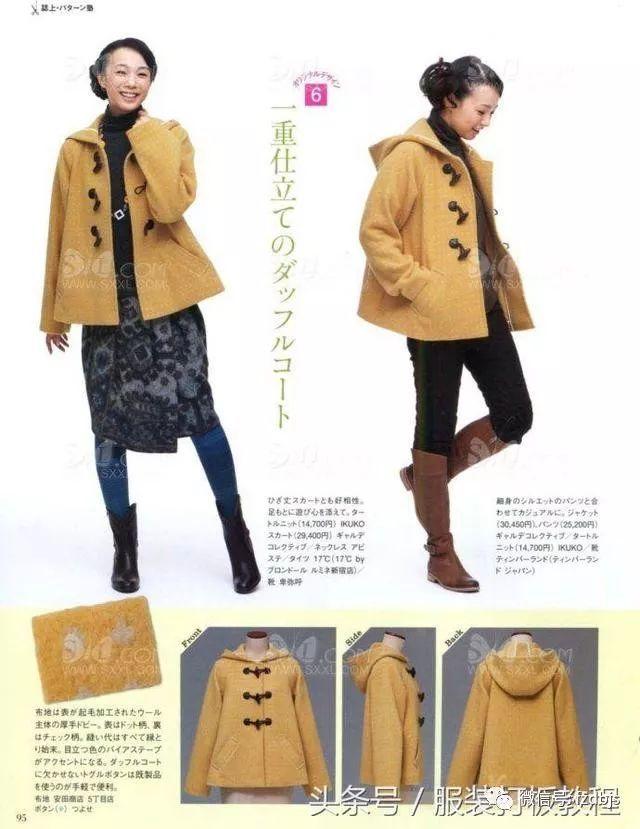 誌上・パターン塾
オリジナルデザイン
6
一重仕立てのダッフルコート
ひざ丈スカートとも好相性。
足もとに遊び心を添えて。ター
トルニット(14,700円) IKUKO
スカート(29,400円) ギャルデ
コレクティブ／ネックレス アビ
ステ／タイツ 17℃(17℃ by
ブロンドール ルミネ新宿店)／
靴 卑弥呼
細身のシルエットのパンツと合
わせてカジュアルに。ジャケット
(30,450円)、パンツ(25,200円)
ギャルデコレクティブ／タートル
ニット(14,700円) IKUKO／靴
ティンバーランド(ティンバーラン
ド ジャパン)
Front
Side
Back
布地は表が起毛加工されたウール
主体の厚手ドビー。表はドット柄、裏
はチェック柄。縫い代はすべて縁と
り始末。目立つ色のバイアステープ
がアクセントになる。ダッフルコート
に欠かせないトグルボタンは既製品
を使うのが手軽で便利。
布地 安田商店 5丁目店
ボタン(※) つよせ
95
SXXL.COM
WWW.SXXL.COM
头条号／服装打板教程